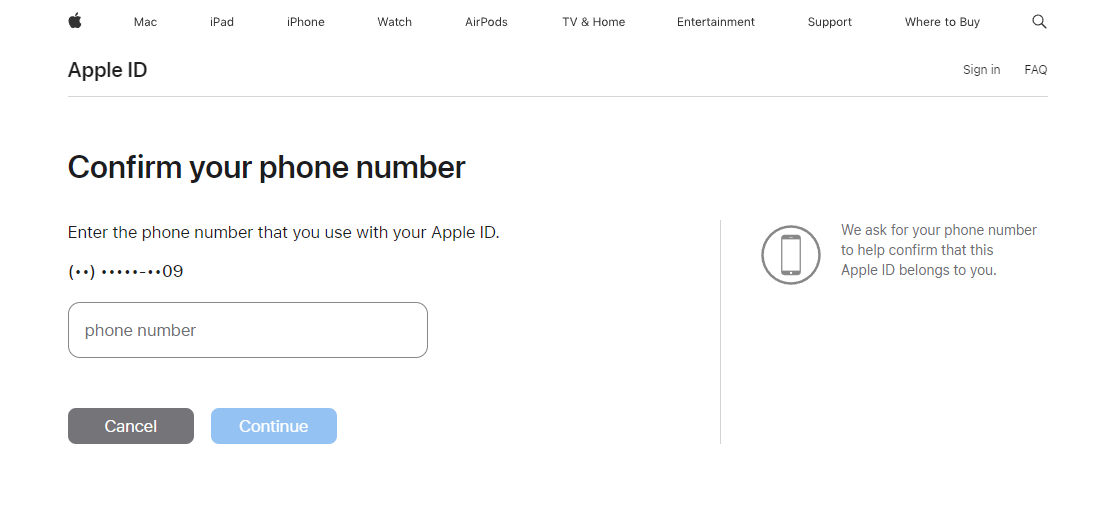 Mac iPad iPhone Watch AirPods TV & Home Entertainment Support Where to Buy
Apple ID Sign in FAQ
Confirm your phone number
Enter the phone number that you use with your Apple ID.
(••) •••••-••09
phone number
Cancel Continue
We ask for your phone number
to help confirm that this
Apple ID belongs to you.